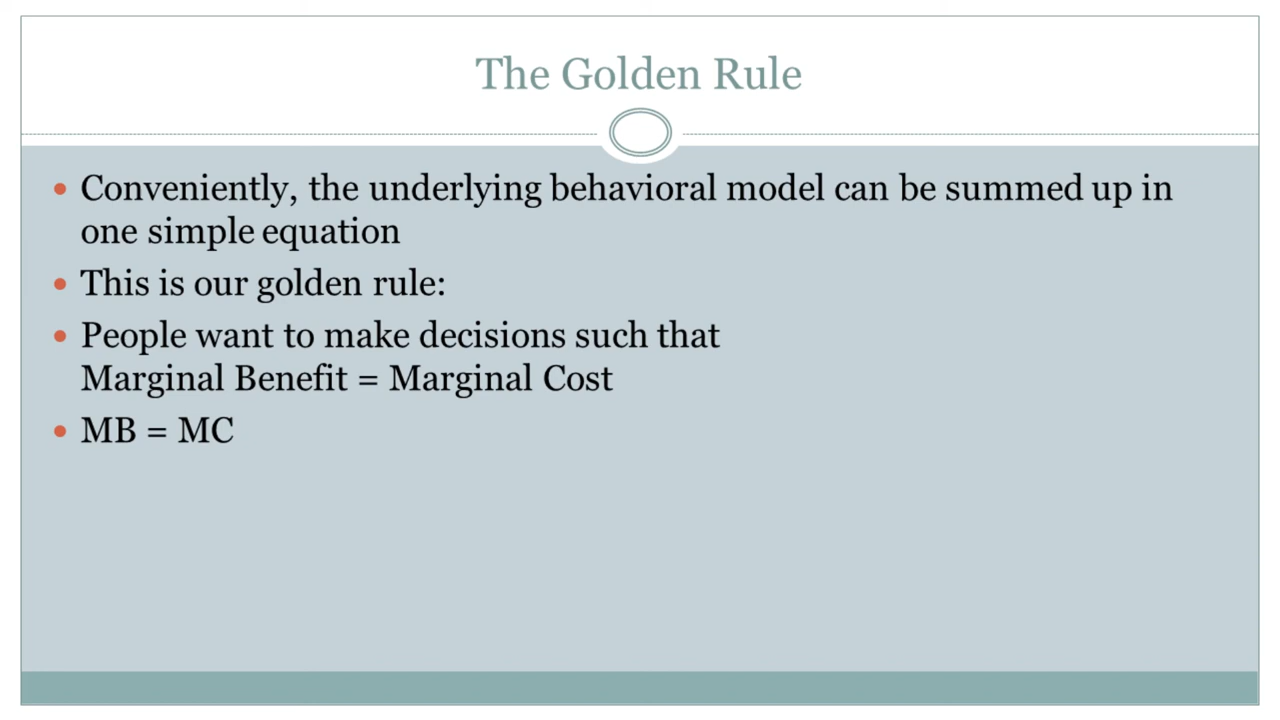 The Golden Rule
• Conveniently, the underlying behavioral model can be summed up in
one simple equation
• This is our golden rule:
• People want to make decisions such that
Marginal Benefit = Marginal Cost
• MB = MC